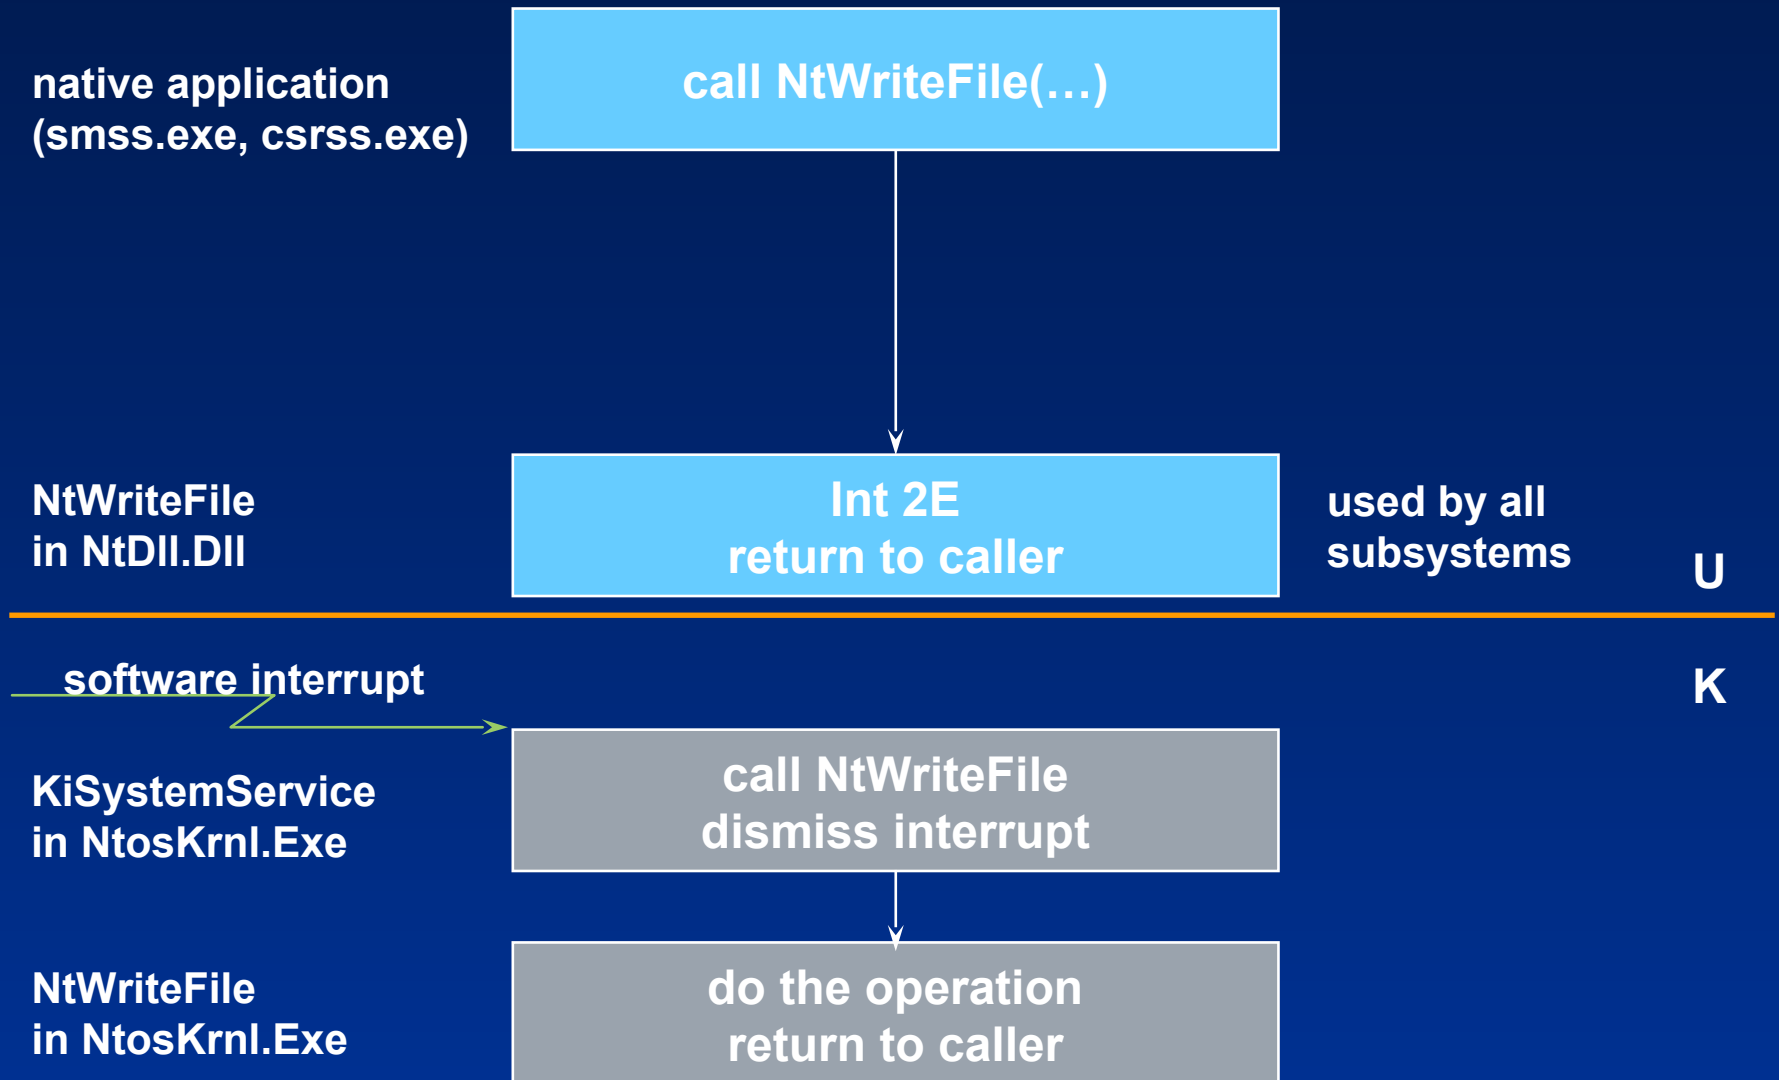 native application
(smss.exe, csrss.exe)
call NtWriteFile(…)
NtWriteFile
in NtDll.Dll
Int 2E
return to caller
used by all
subsystems
U
software interrupt
K
KiSystemService
in NtosKrnl.Exe
call NtWriteFile
dismiss interrupt
NtWriteFile
in NtosKrnl.Exe
do the operation
return to caller